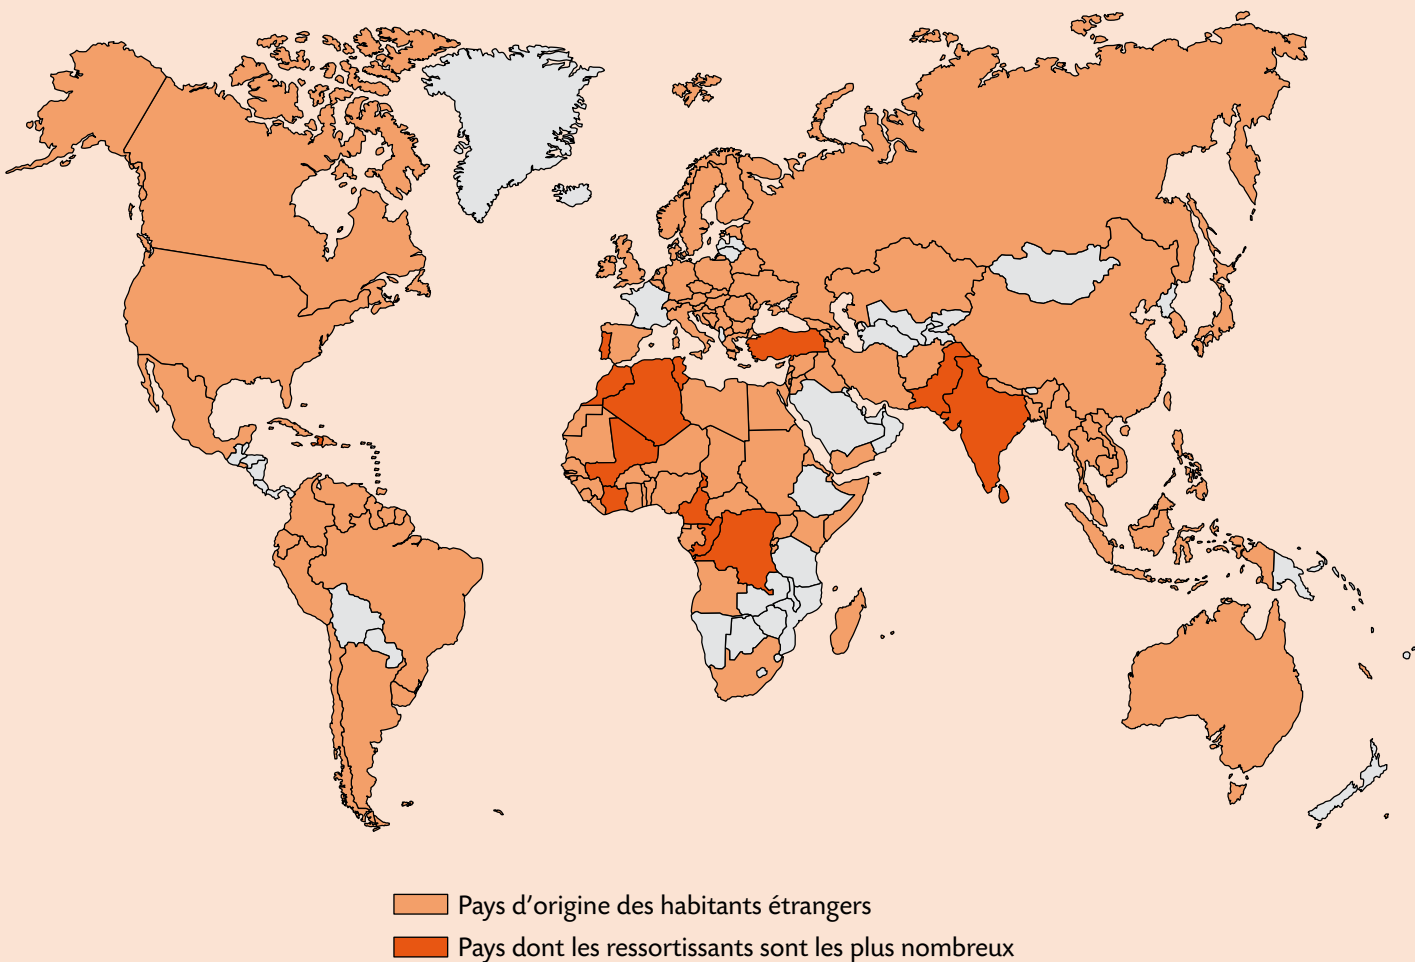 Pays d'origine des habitants étrangers
Pays dont les ressortissants sont les plus nombreux